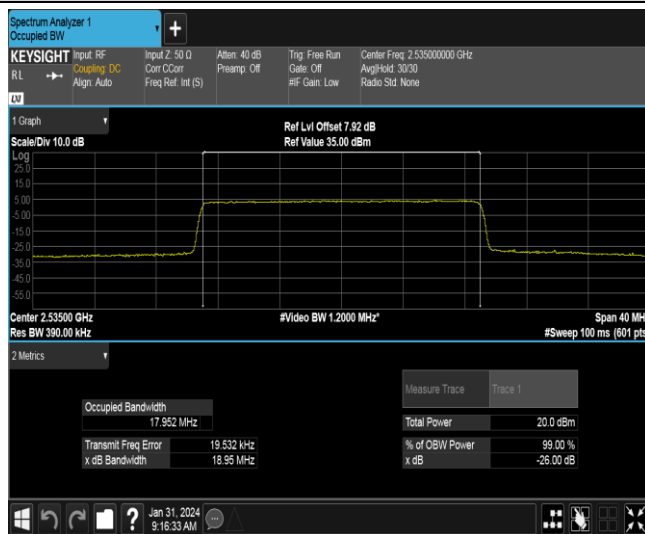 Spectrum Analyzer 1
Occupied BW
+
KEYSIGHT Input: RF Input Z: 50 Ω Atten: 40 dB Trig: Free Run Center Freq: 2.535000000 GHz
RL Coupling: DC Corr CCorr Preamp: Off Gate: Off Avg|Hold: 30/30
Align: Auto Freq Ref: Int (S) #IF Gain: Low Radio Std: None
LXI
1 Graph
Ref Lvl Offset 7.92 dB
Scale/Div 10.0 dB Ref Value 35.00 dBm
Log
25.0
15.0
5.00
-5.00
-15.0
-25.0
-35.0
-45.0
-55.0
Center 2.53500 GHz #Video BW 1.2000 MHz* Span 40 MH
Res BW 390.00 kHz #Sweep 100 ms (601 pts
2 Metrics
Measure Trace Trace 1
Occupied Bandwidth
17.952 MHz Total Power 20.0 dBm
Transmit Freq Error 19.532 kHz % of OBW Power 99.00 %
x dB Bandwidth 18.95 MHz x dB -26.00 dB
? Jan 31, 2024
9:16:33 AM